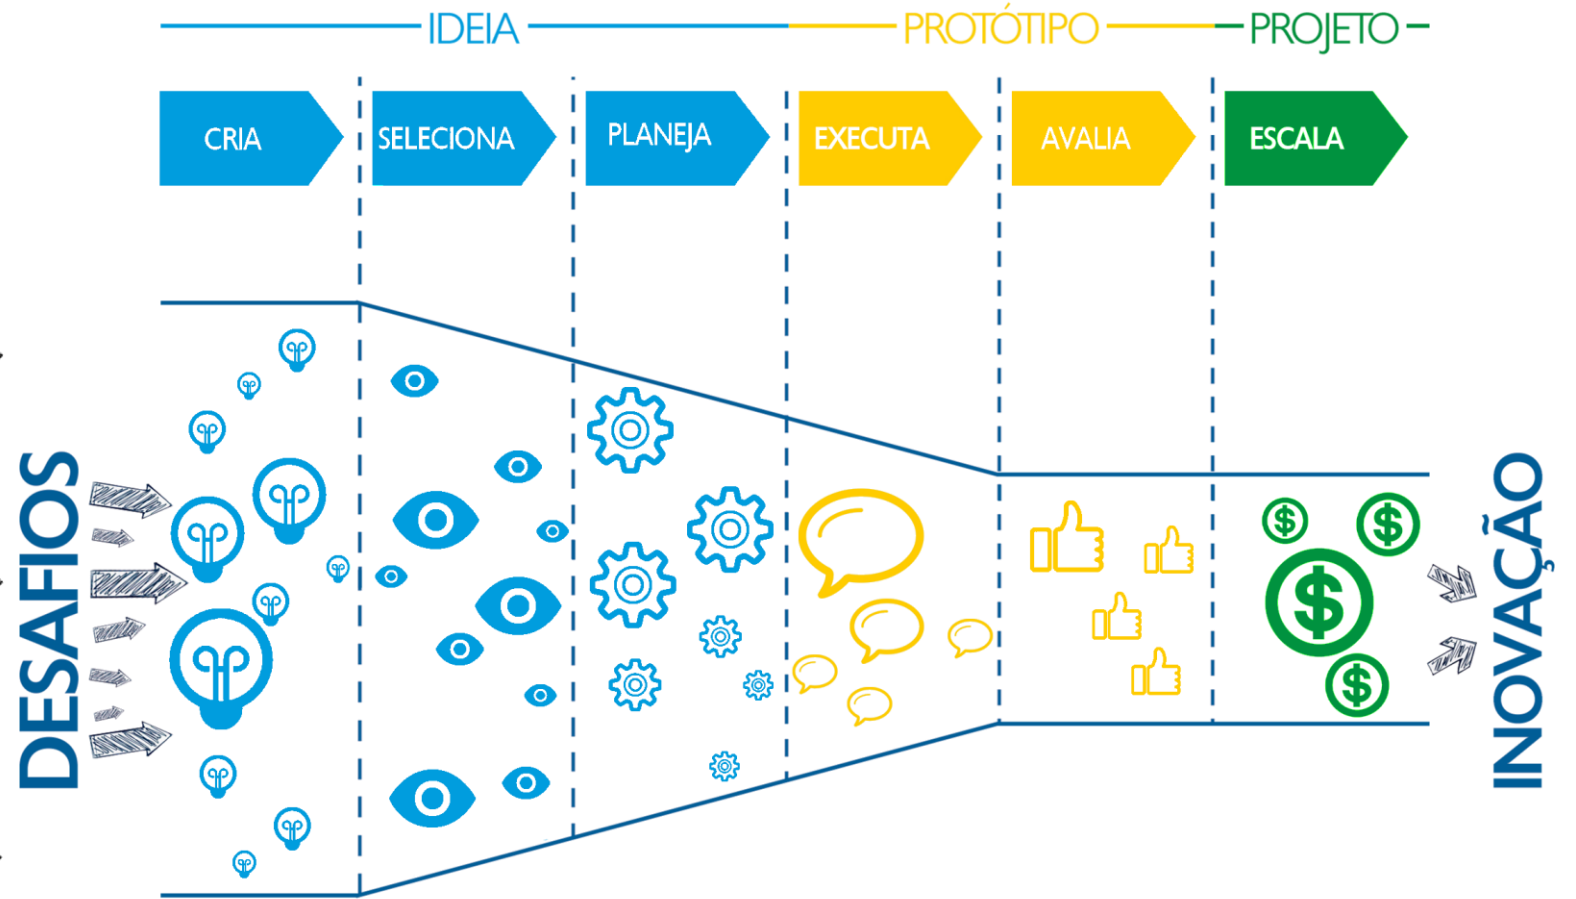 IDEIA
PROTÓTIPO
PROJETO
CRIA
SELECIONA
PLANEJA
EXECUTA
AVALIA
ESCALA
DESAFIOS
INOVAÇÃO